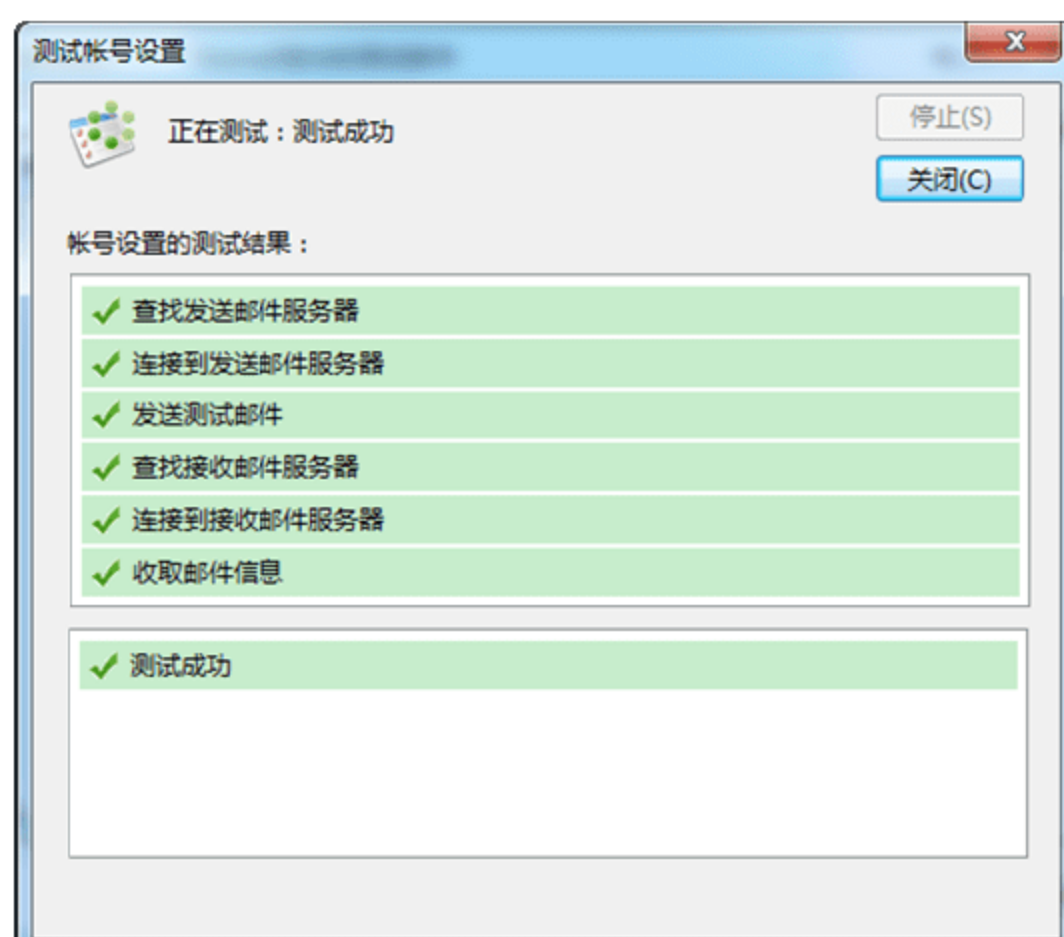 测试帐号设置
正在测试：测试成功
停止(S)
关闭(C)
帐号设置的测试结果：
查找发送邮件服务器
连接到发送邮件服务器
发送测试邮件
查找接收邮件服务器
连接到接收邮件服务器
收取邮件信息
测试成功